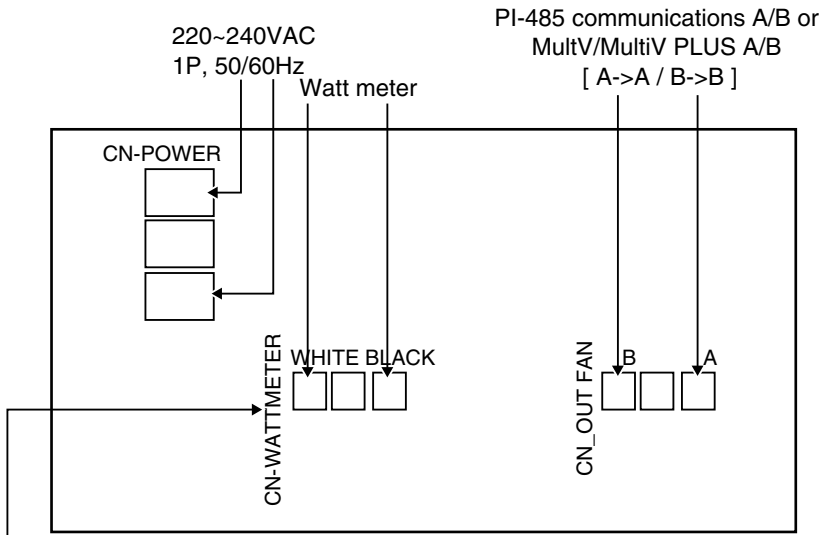 220~240VAC
1P, 50/60Hz
Watt meter
PI-485 communications A/B or
MultV/MultiV PLUS A/B
[ A->A / B->B ]
CN-POWER
CN-WATTMETER
WHITE BLACK
CN_OUT FAN
B
A